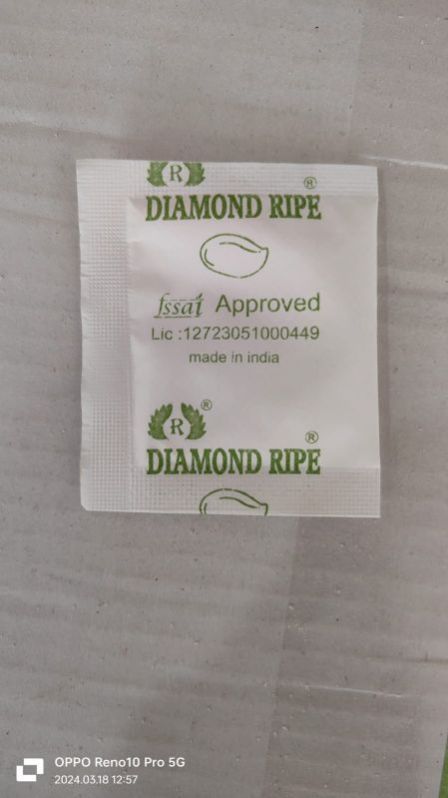 R
®
DIAMOND RIPE
fssai Approved
Lic :12723051000449
made in india
®
R
®
DIAMOND RIPE
OPPO Reno10 Pro 5G
2024.03.18 12:57